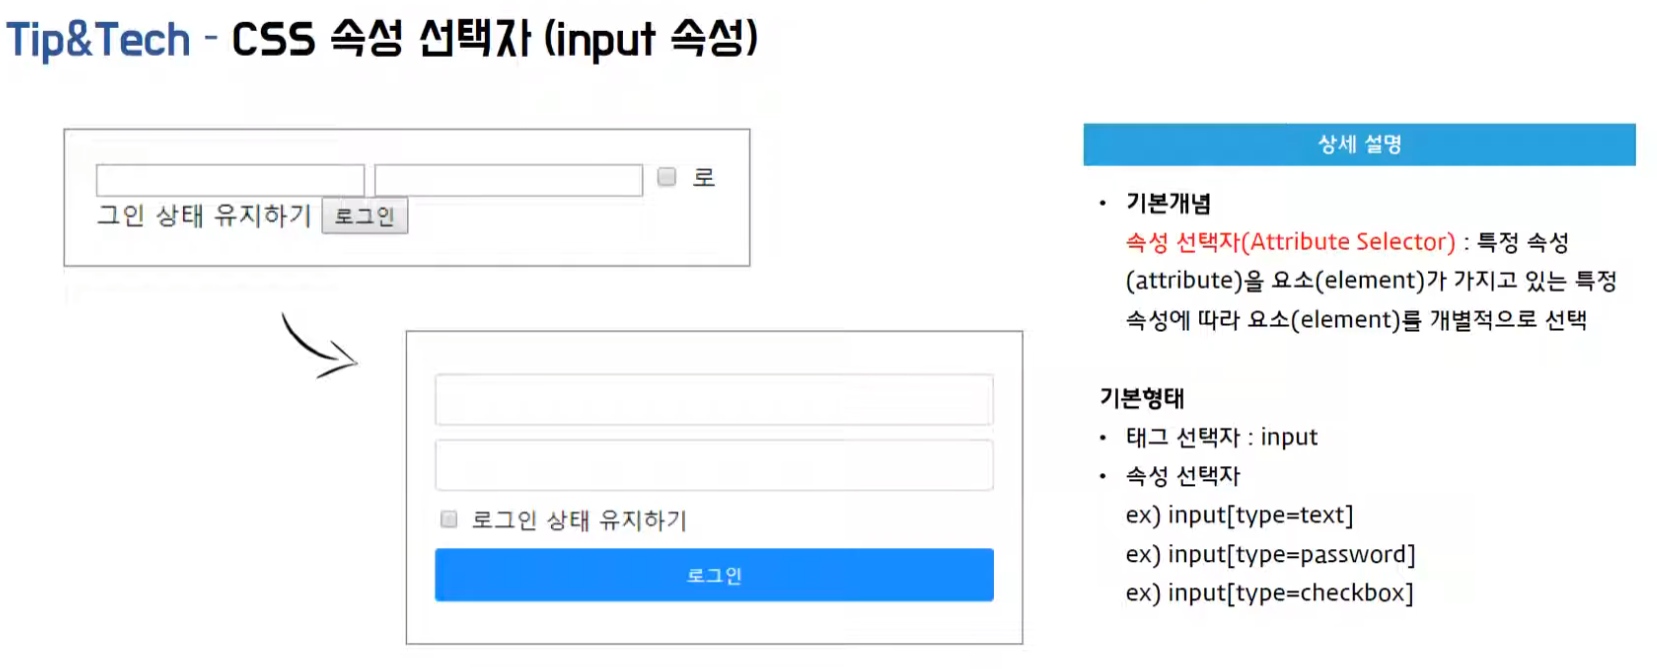 Tip&Tech - CSS 속성 선택자 (input 속성)
로
그인 상태 유지하기 로그인
로그인 상태 유지하기
로그인
상세 설명
• 기본개념
속성 선택자(Attribute Selector) : 특정 속성
(attribute)을 요소(element)가 가지고 있는 특정
속성에 따라 요소(element)를 개별적으로 선택
기본형태
• 태그 선택자 : input
• 속성 선택자
ex) input[type=text]
ex) input[type=password]
ex) input[type=checkbox]